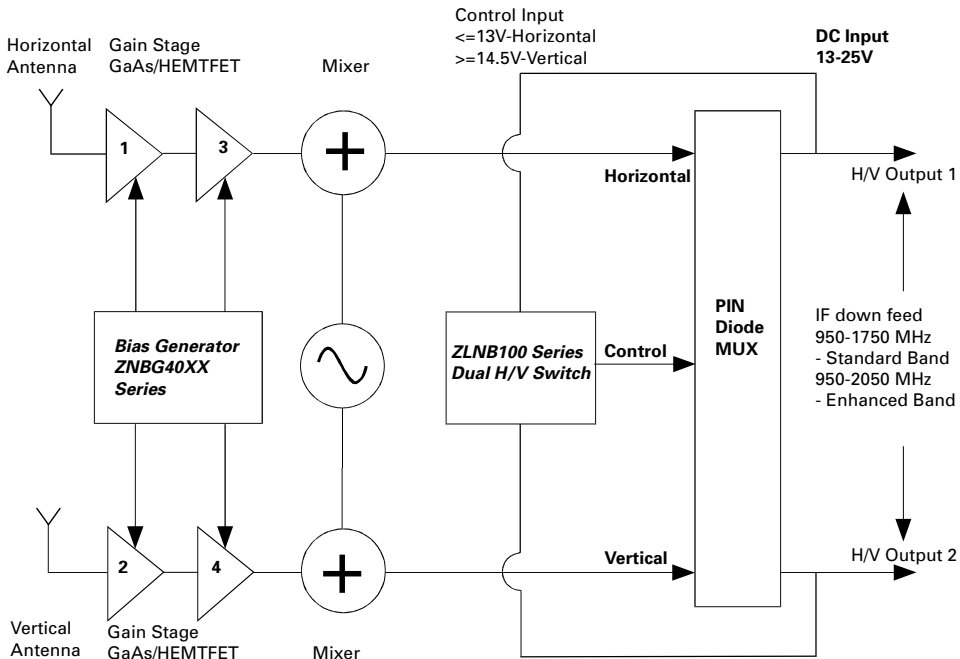 Control Input
<=13V-Horizontal
>=14.5V-Vertical
DC Input
13-25V
Horizontal
Antenna
Gain Stage
GaAs/HEMTFET
Mixer
1
3
Horizontal
H/V Output 1
Bias Generator
ZNBG40XX
Series
ZLNB100 Series
Dual H/V Switch
Control
PIN
Diode
MUX
IF down feed
950-1750 MHz
- Standard Band
950-2050 MHz
- Enhanced Band
2
4
Vertical
H/V Output 2
Vertical
Antenna
Gain Stage
GaAs/HEMTFET
Mixer